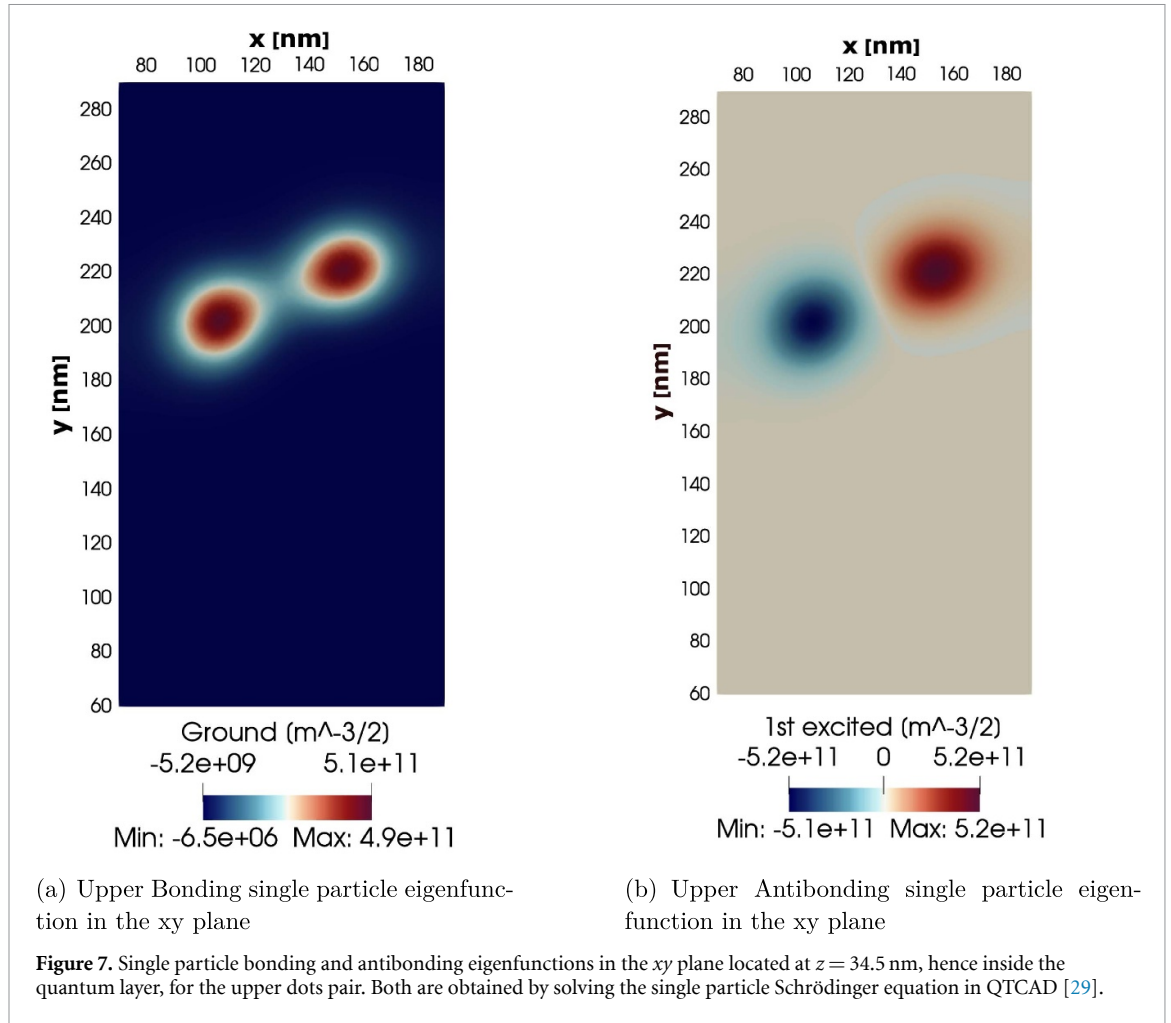 x [nm]
80 100 120 140 160 180
280
260
240
220
200
180
160
140
120
100
80
60
y [nm]
Ground (m^-3/2)
-5.2e+09 5.1e+11
Min: -6.5e+06 Max: 4.9e+11
(a) Upper Bonding single particle eigenfunc-
tion in the xy plane
x [nm]
80 100 120 140 160 180
280
260
240
220
200
180
160
140
120
100
80
60
y [nm]
1st excited (m^-3/2)
-5.2e+11 0 5.2e+11
Min: -5.1e+11 Max: 5.2e+11
(b) Upper Antibonding single particle eigen-
function in the xy plane
Figure 7. Single particle bonding and antibonding eigenfunctions in the xy plane located at z = 34.5 nm, hence inside the
quantum layer, for the upper dots pair. Both are obtained by solving the single particle Schrödinger equation in QTCAD [29].